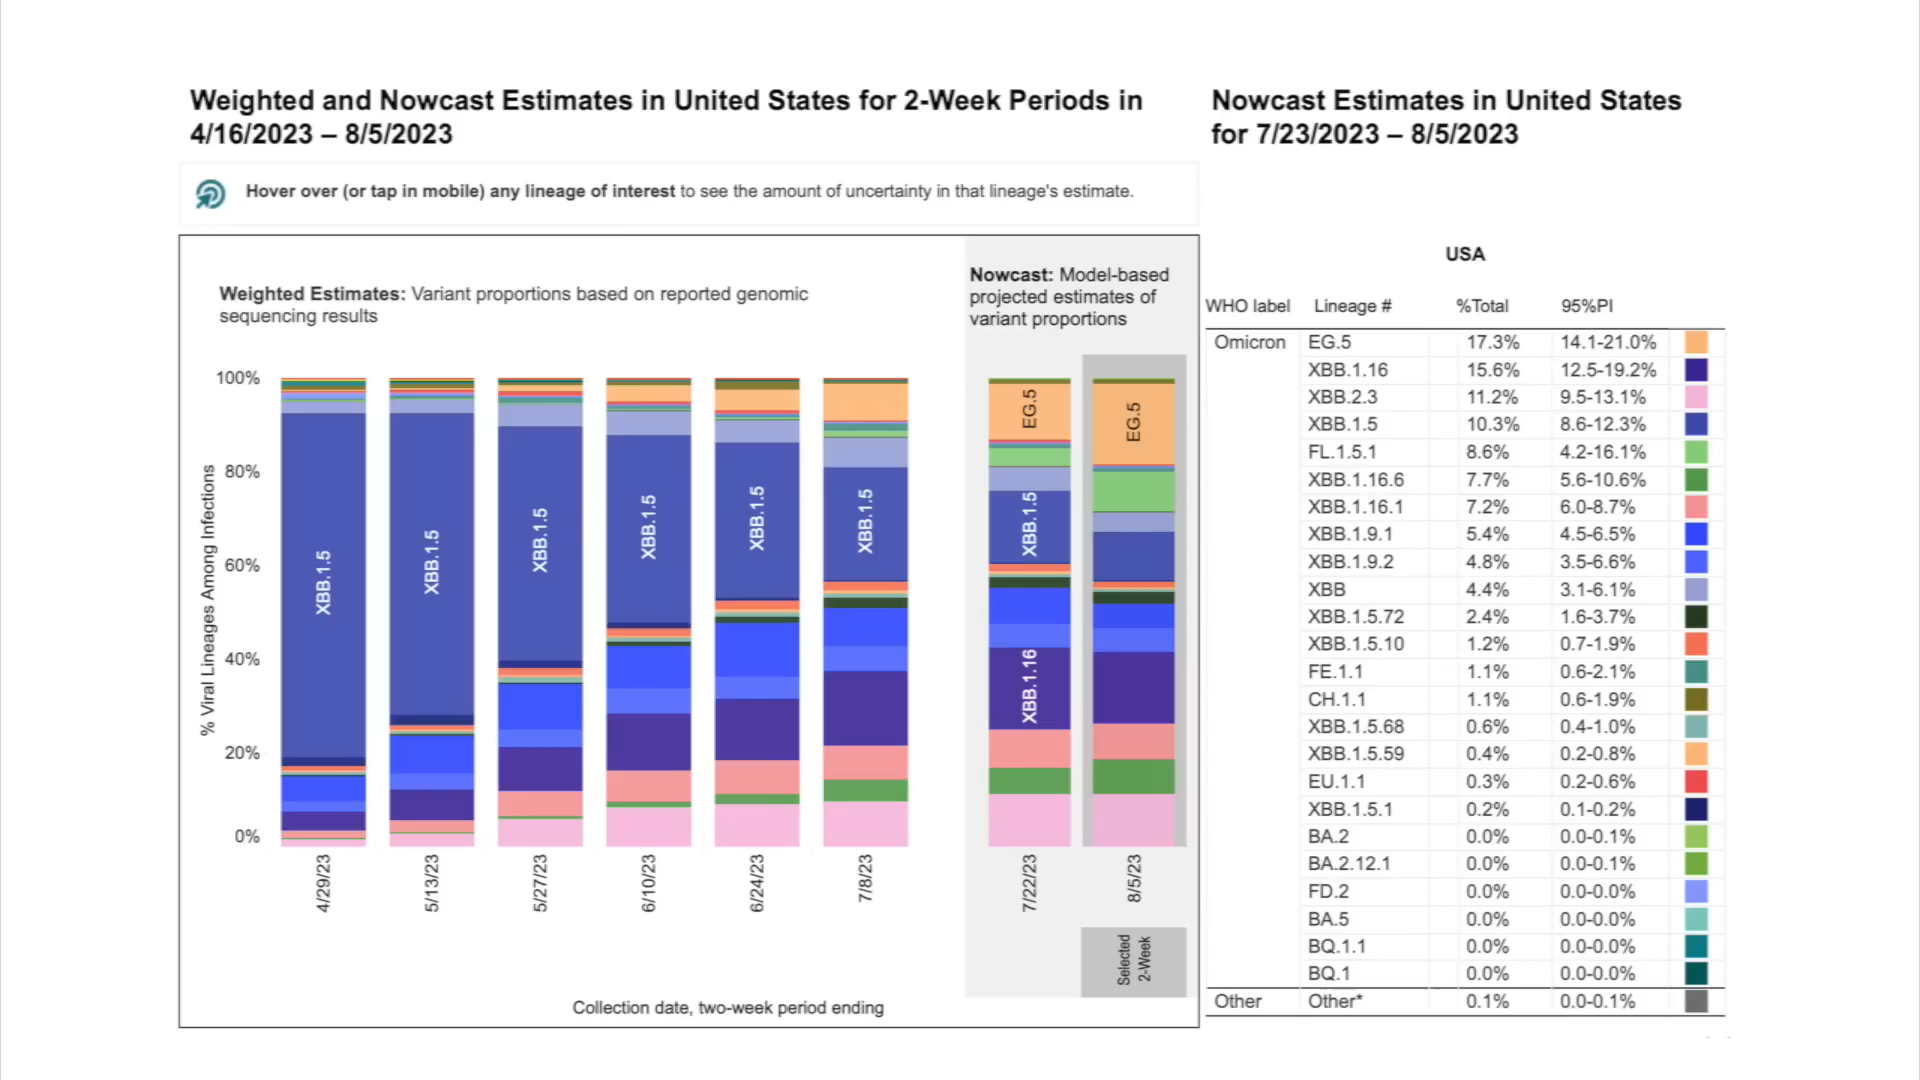 Weighted and Nowcast Estimates in United States for 2-Week Periods in
4/16/2023 – 8/5/2023
Nowcast Estimates in United States
for 7/23/2023 – 8/5/2023
Hover over (or tap in mobile) any lineage of interest to see the amount of uncertainty in that lineage's estimate.
Weighted Estimates: Variant proportions based on reported genomic
sequencing results
Nowcast: Model-based
projected estimates of
variant proportions
% Viral Lineages Among Infections
100%
80%
60%
40%
20%
0%
XBB.1.5
XBB.1.5
XBB.1.5
XBB.1.5
XBB.1.5
XBB.1.5
EG.5
XBB.1.5
XBB.1.16
EG.5
4/29/23
5/13/23
5/27/23
6/10/23
6/24/23
7/8/23
7/22/23
8/5/23
Selected
2-Week
Collection date, two-week period ending
USA
WHO label Lineage # %Total 95%PI
Omicron EG.5 17.3% 14.1-21.0%
XBB.1.16 15.6% 12.5-19.2%
XBB.2.3 11.2% 9.5-13.1%
XBB.1.5 10.3% 8.6-12.3%
FL.1.5.1 8.6% 4.2-16.1%
XBB.1.16.6 7.7% 5.6-10.6%
XBB.1.16.1 7.2% 6.0-8.7%
XBB.1.9.1 5.4% 4.5-6.5%
XBB.1.9.2 4.8% 3.5-6.6%
XBB 4.4% 3.1-6.1%
XBB.1.5.72 2.4% 1.6-3.7%
XBB.1.5.10 1.2% 0.7-1.9%
FE.1.1 1.1% 0.6-2.1%
CH.1.1 1.1% 0.6-1.9%
XBB.1.5.68 0.6% 0.4-1.0%
XBB.1.5.59 0.4% 0.2-0.8%
EU.1.1 0.3% 0.2-0.6%
XBB.1.5.1 0.2% 0.1-0.2%
BA.2 0.0% 0.0-0.1%
BA.2.12.1 0.0% 0.0-0.1%
FD.2 0.0% 0.0-0.0%
BA.5 0.0% 0.0-0.0%
BQ.1.1 0.0% 0.0-0.0%
BQ.1 0.0% 0.0-0.0%
Other Other* 0.1% 0.0-0.1%